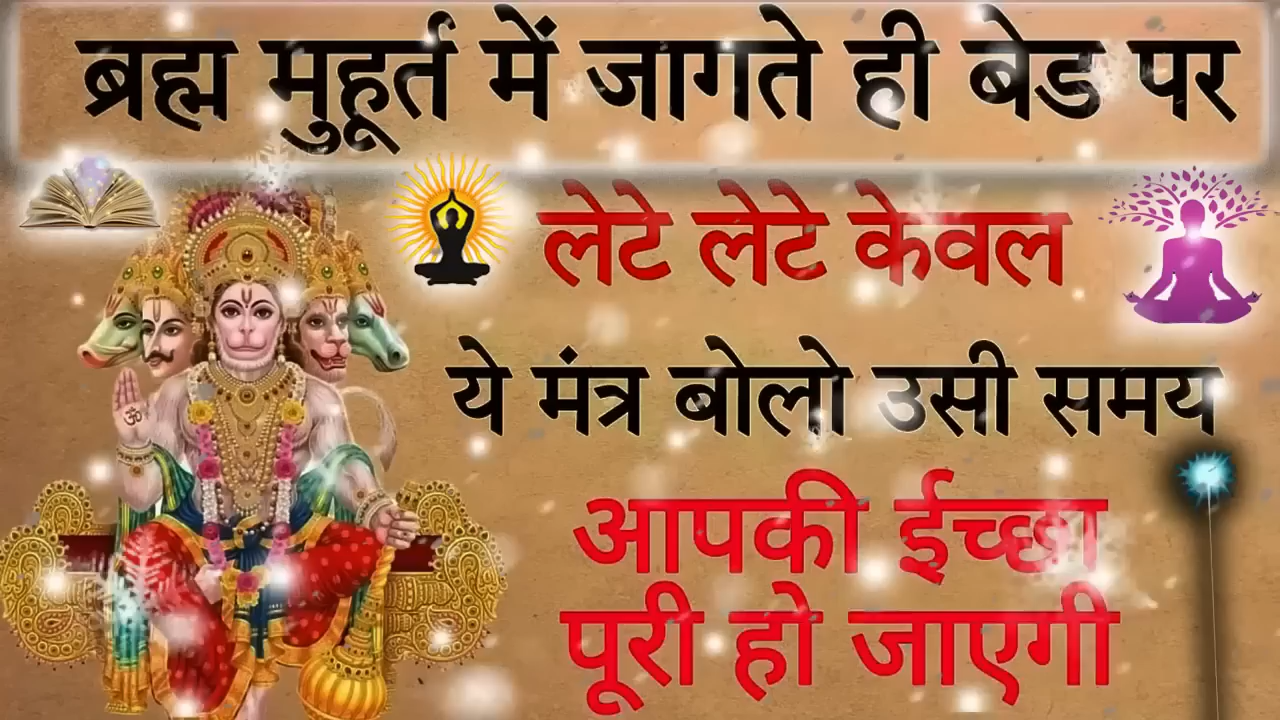 ब्रह्म मुहूर्त में जागते ही बेड पर
लेटे लेटे केवल
ये मंत्र बोलो उसी समय
आपकी ईच्छा
पूरी हो जाएगी
ॐ